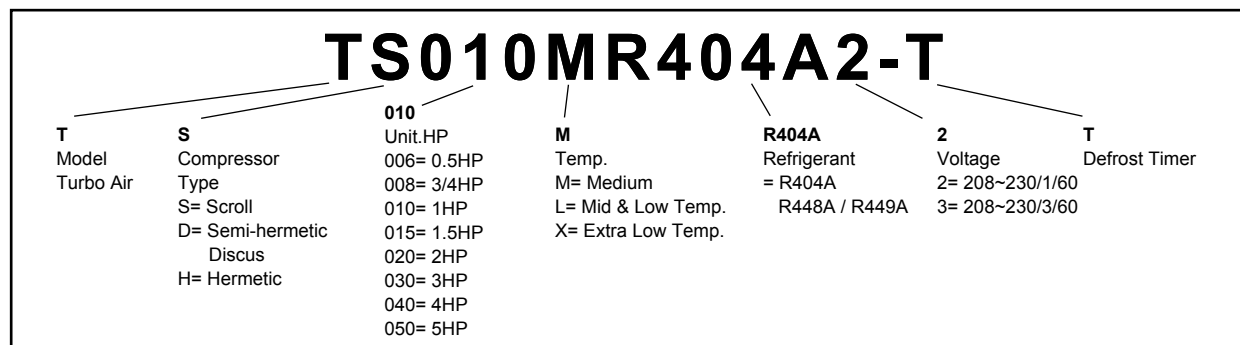 TS010MR404A2-T
T
Model
Turbo Air
S
Compressor
Type
S= Scroll
D= Semi-hermetic
Discus
H= Hermetic
010
Unit.HP
006= 0.5HP
008= 3/4HP
010= 1HP
015= 1.5HP
020= 2HP
030= 3HP
040= 4HP
050= 5HP
M
Temp.
M= Medium
L= Mid & Low Temp.
X= Extra Low Temp.
R404A
Refrigerant
= R404A
R448A / R449A
2
Voltage
2= 208~230/1/60
3= 208~230/3/60
T
Defrost Timer